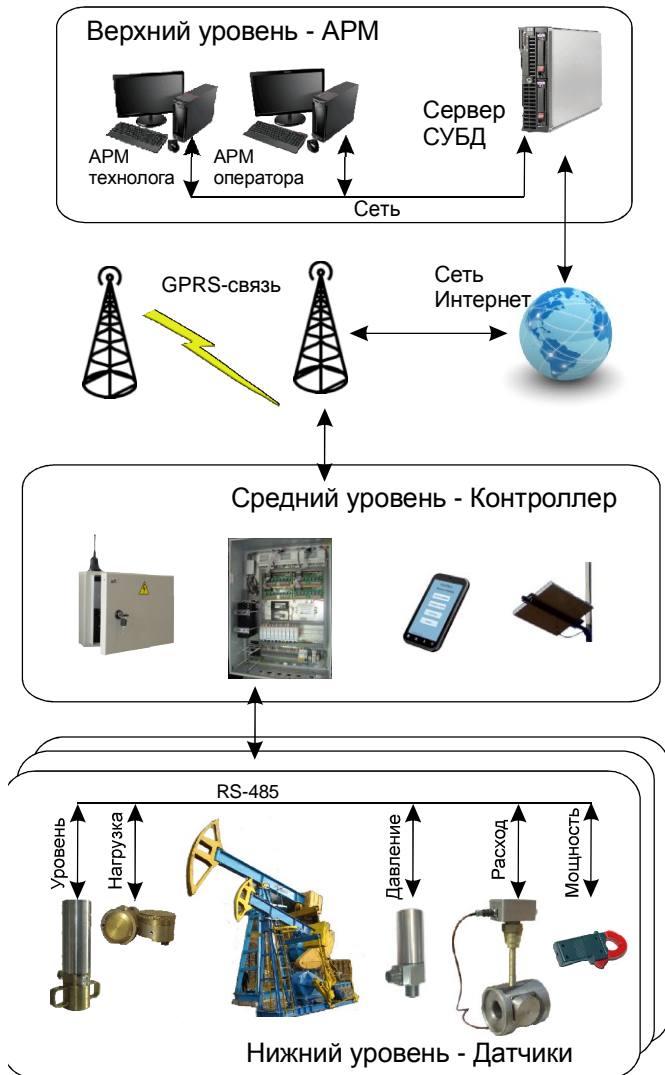 Верхний уровень - АРМ
Сервер
СУБД
АРМ
технолога
АРМ
оператора
Сеть
GPRS-связь
Сеть
Интернет
Средний уровень - Контроллер
RS-485
Уровень
Нагрузка
Давление
Расход
Мощность
Нижний уровень - Датчики